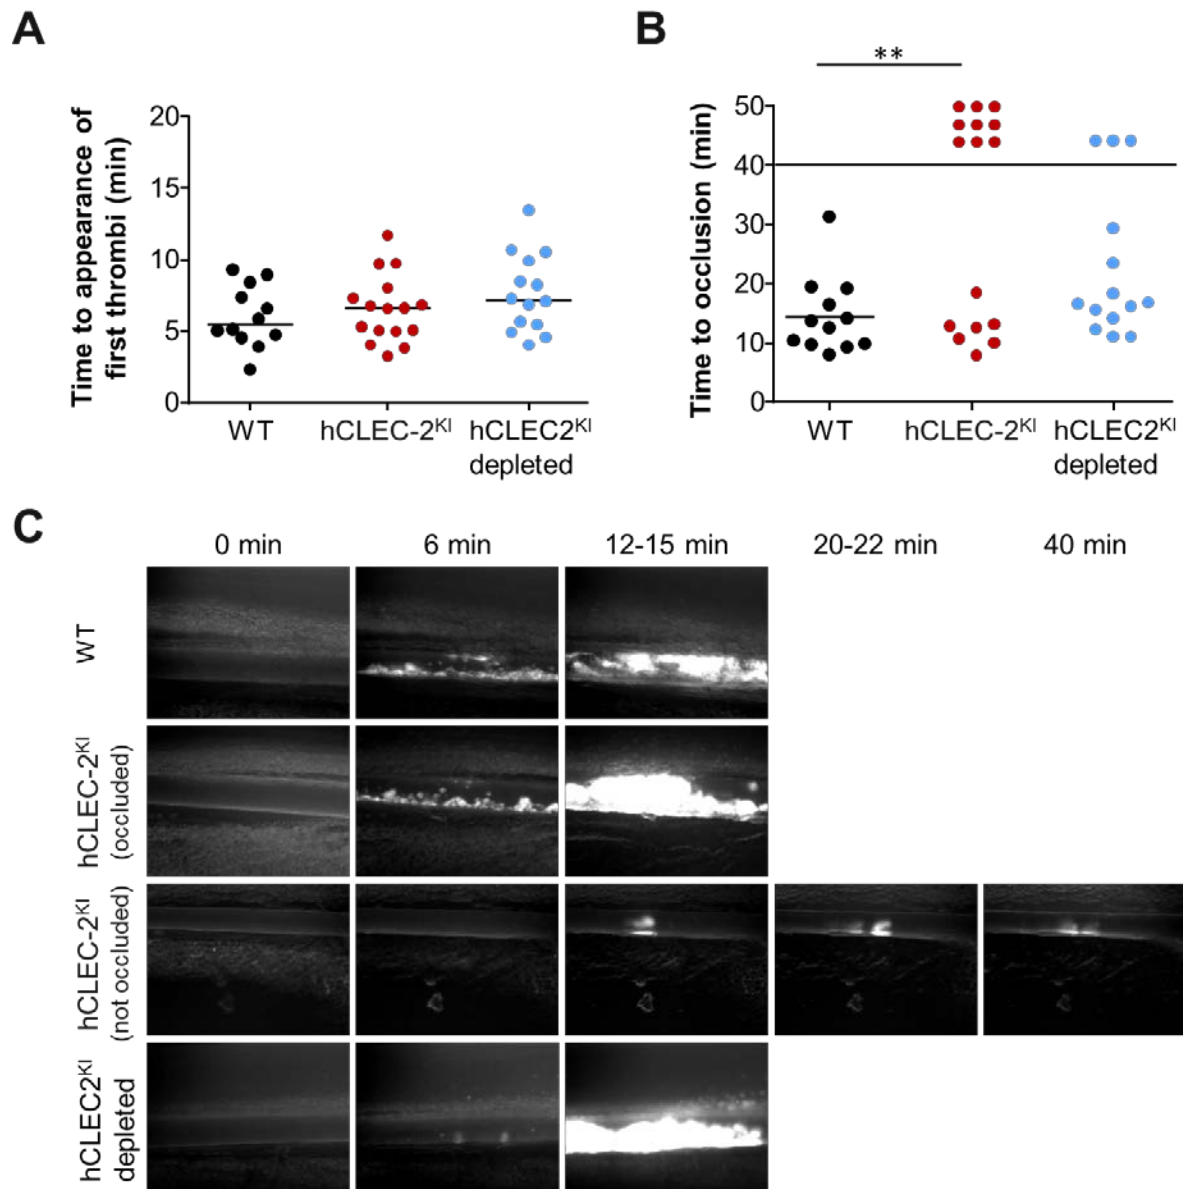 A
Time to appearance of
first thrombi (min)
20
15
10
5
0
WT
hCLEC-2ᴷᴵ
hCLEC2ᴷᴵ
depleted
B
**
Time to occlusion (min)
50
40
30
20
10
0
WT
hCLEC-2ᴷᴵ
hCLEC2ᴷᴵ
depleted
C
0 min 6 min 12-15 min 20-22 min 40 min
WT
hCLEC-2ᴷᴵ
(occluded)
hCLEC-2ᴷᴵ
(not occluded)
hCLEC2ᴷᴵ
depleted